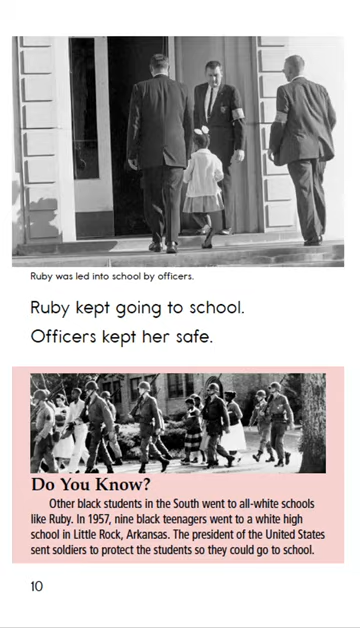 Ruby was led into school by officers.
Ruby kept going to school.
Officers kept her safe.
Do You Know?
Other black students in the South went to all-white schools
like Ruby. In 1957, nine black teenagers went to a white high
school in Little Rock, Arkansas. The president of the United States
sent soldiers to protect the students so they could go to school.
10